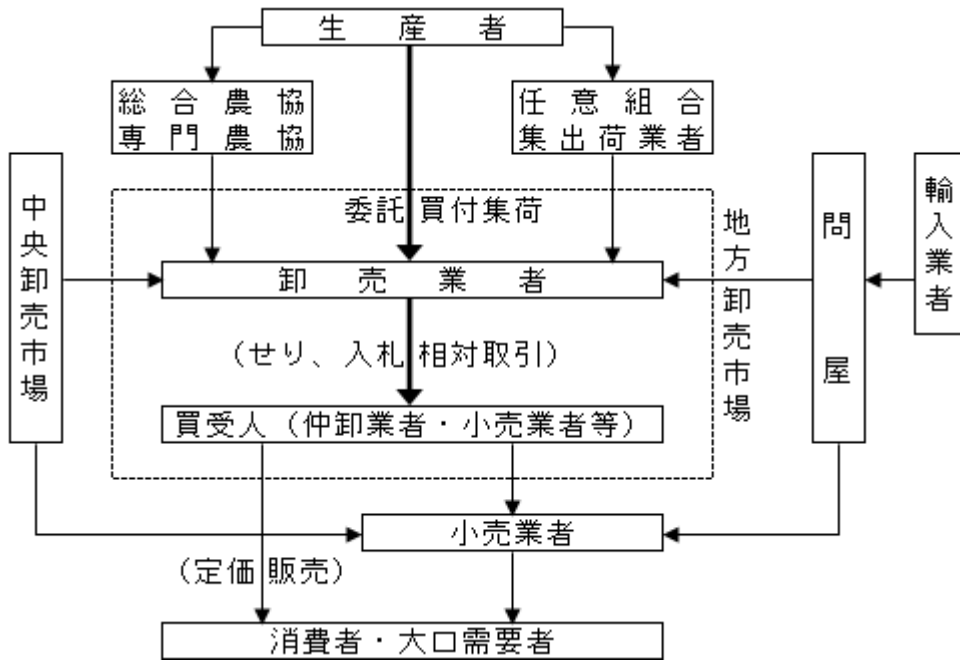 生産者
総合農協
専門農協
任意組合
集出荷業者
中央卸売市場
委託 買付集荷
地方卸売市場
問屋
輸入業者
卸売業者
(せり、入札 相対取引)
買受人(仲卸業者・小売業者等)
小売業者
(定価 販売)
消費者・大口需要者